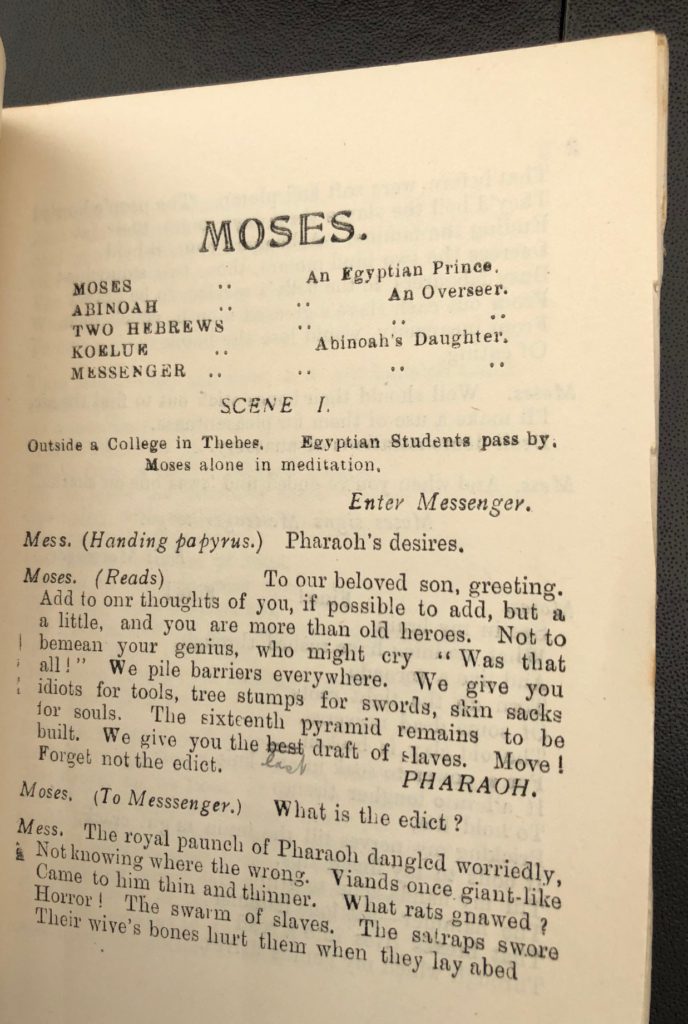 MOSES.
MOSES .. An Egyptian Prince.
ABINOAH .. .. An Overseer.
TWO HEBREWS .. .. ..
KOELUE .. Abinoah's Daughter.
MESSENGER .. .. .. ..
SCENE I.
Outside a College in Thebes. Egyptian Students pass by.
Moses alone in meditation.
Enter Messenger.
Mess. (Handing papyrus.) Pharaoh's desires.
Moses. (Reads) To our beloved son, greeting.
Add to onr thoughts of you, if possible to add, but a
a little, and you are more than old heroes. Not to
bemean your genius, who might cry "Was that
all!" We pile barriers everywhere. We give you
idiots for tools, tree stumps for swords, skin sacks
for souls. The sixteenth pyramid remains to be
built. We give you the best draft of slaves. Move!
last
Forget not the edict. PHARAOH.
Moses. (To Messsenger.) What is the edict?
Mess. The royal paunch of Pharaoh dangled worriedly,
Not knowing where the wrong. Viands once giant-like
Came to him thin and thinner. What rats gnawed?
Horror! The swarm of slaves. The satraps swore
Their wive's bones hurt them when they lay abed